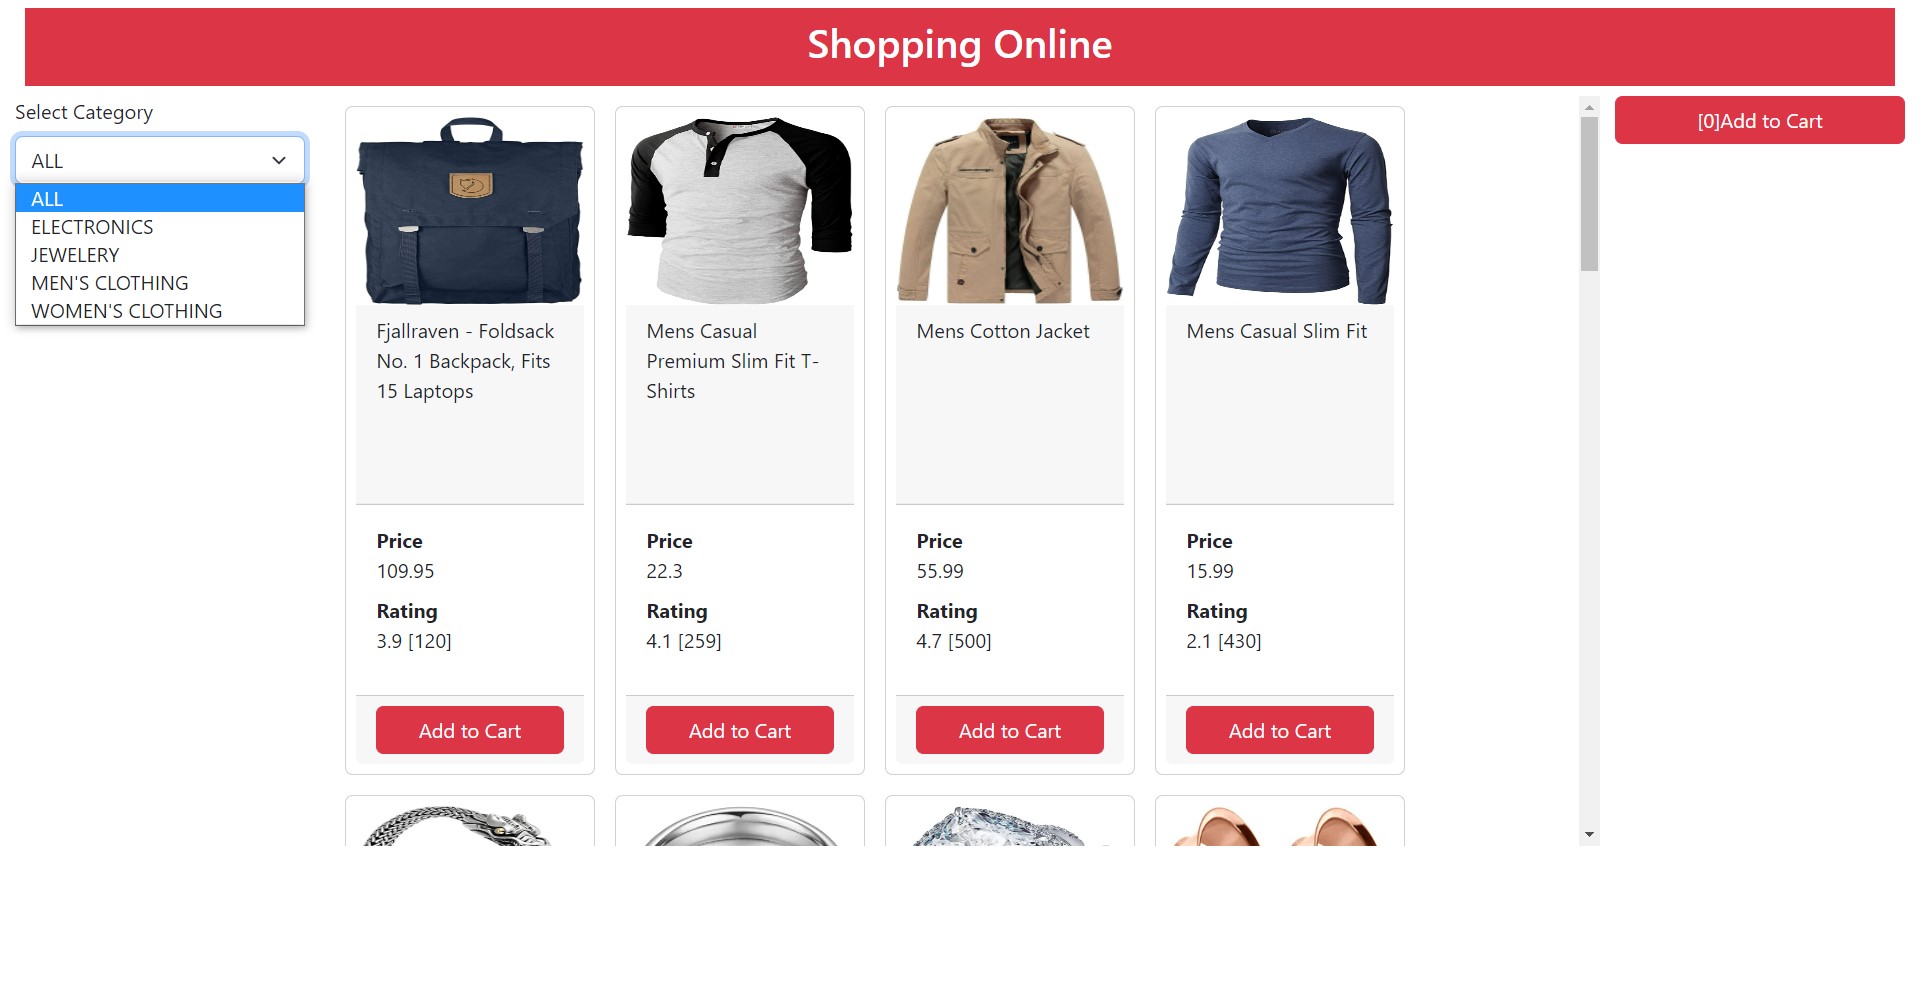 Shopping Online
Select Category
ALL
ALL
ELECTRONICS
JEWELERY
MEN'S CLOTHING
WOMEN'S CLOTHING
[0]Add to Cart
Fjallraven - Foldsack
No. 1 Backpack, Fits
15 Laptops
Price
109.95
Rating
3.9 [120]
Add to Cart
Mens Casual
Premium Slim Fit T-
Shirts
Price
22.3
Rating
4.1 [259]
Add to Cart
Mens Cotton Jacket
Price
55.99
Rating
4.7 [500]
Add to Cart
Mens Casual Slim Fit
Price
15.99
Rating
2.1 [430]
Add to Cart